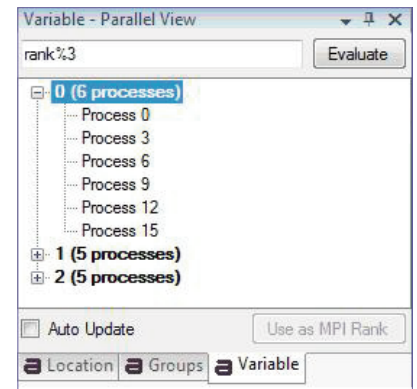 Variable - Parallel View
rank%3 Evaluate
0 (6 processes)
Process 0
Process 3
Process 6
Process 9
Process 12
Process 15
1 (5 processes)
2 (5 processes)
Auto Update Use as MPI Rank
a Location a Groups a Variable